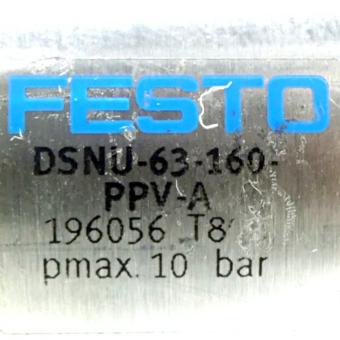 FESTO
DSNU-63-160-
PPV-A
196056 T8
pmax. 10 bar